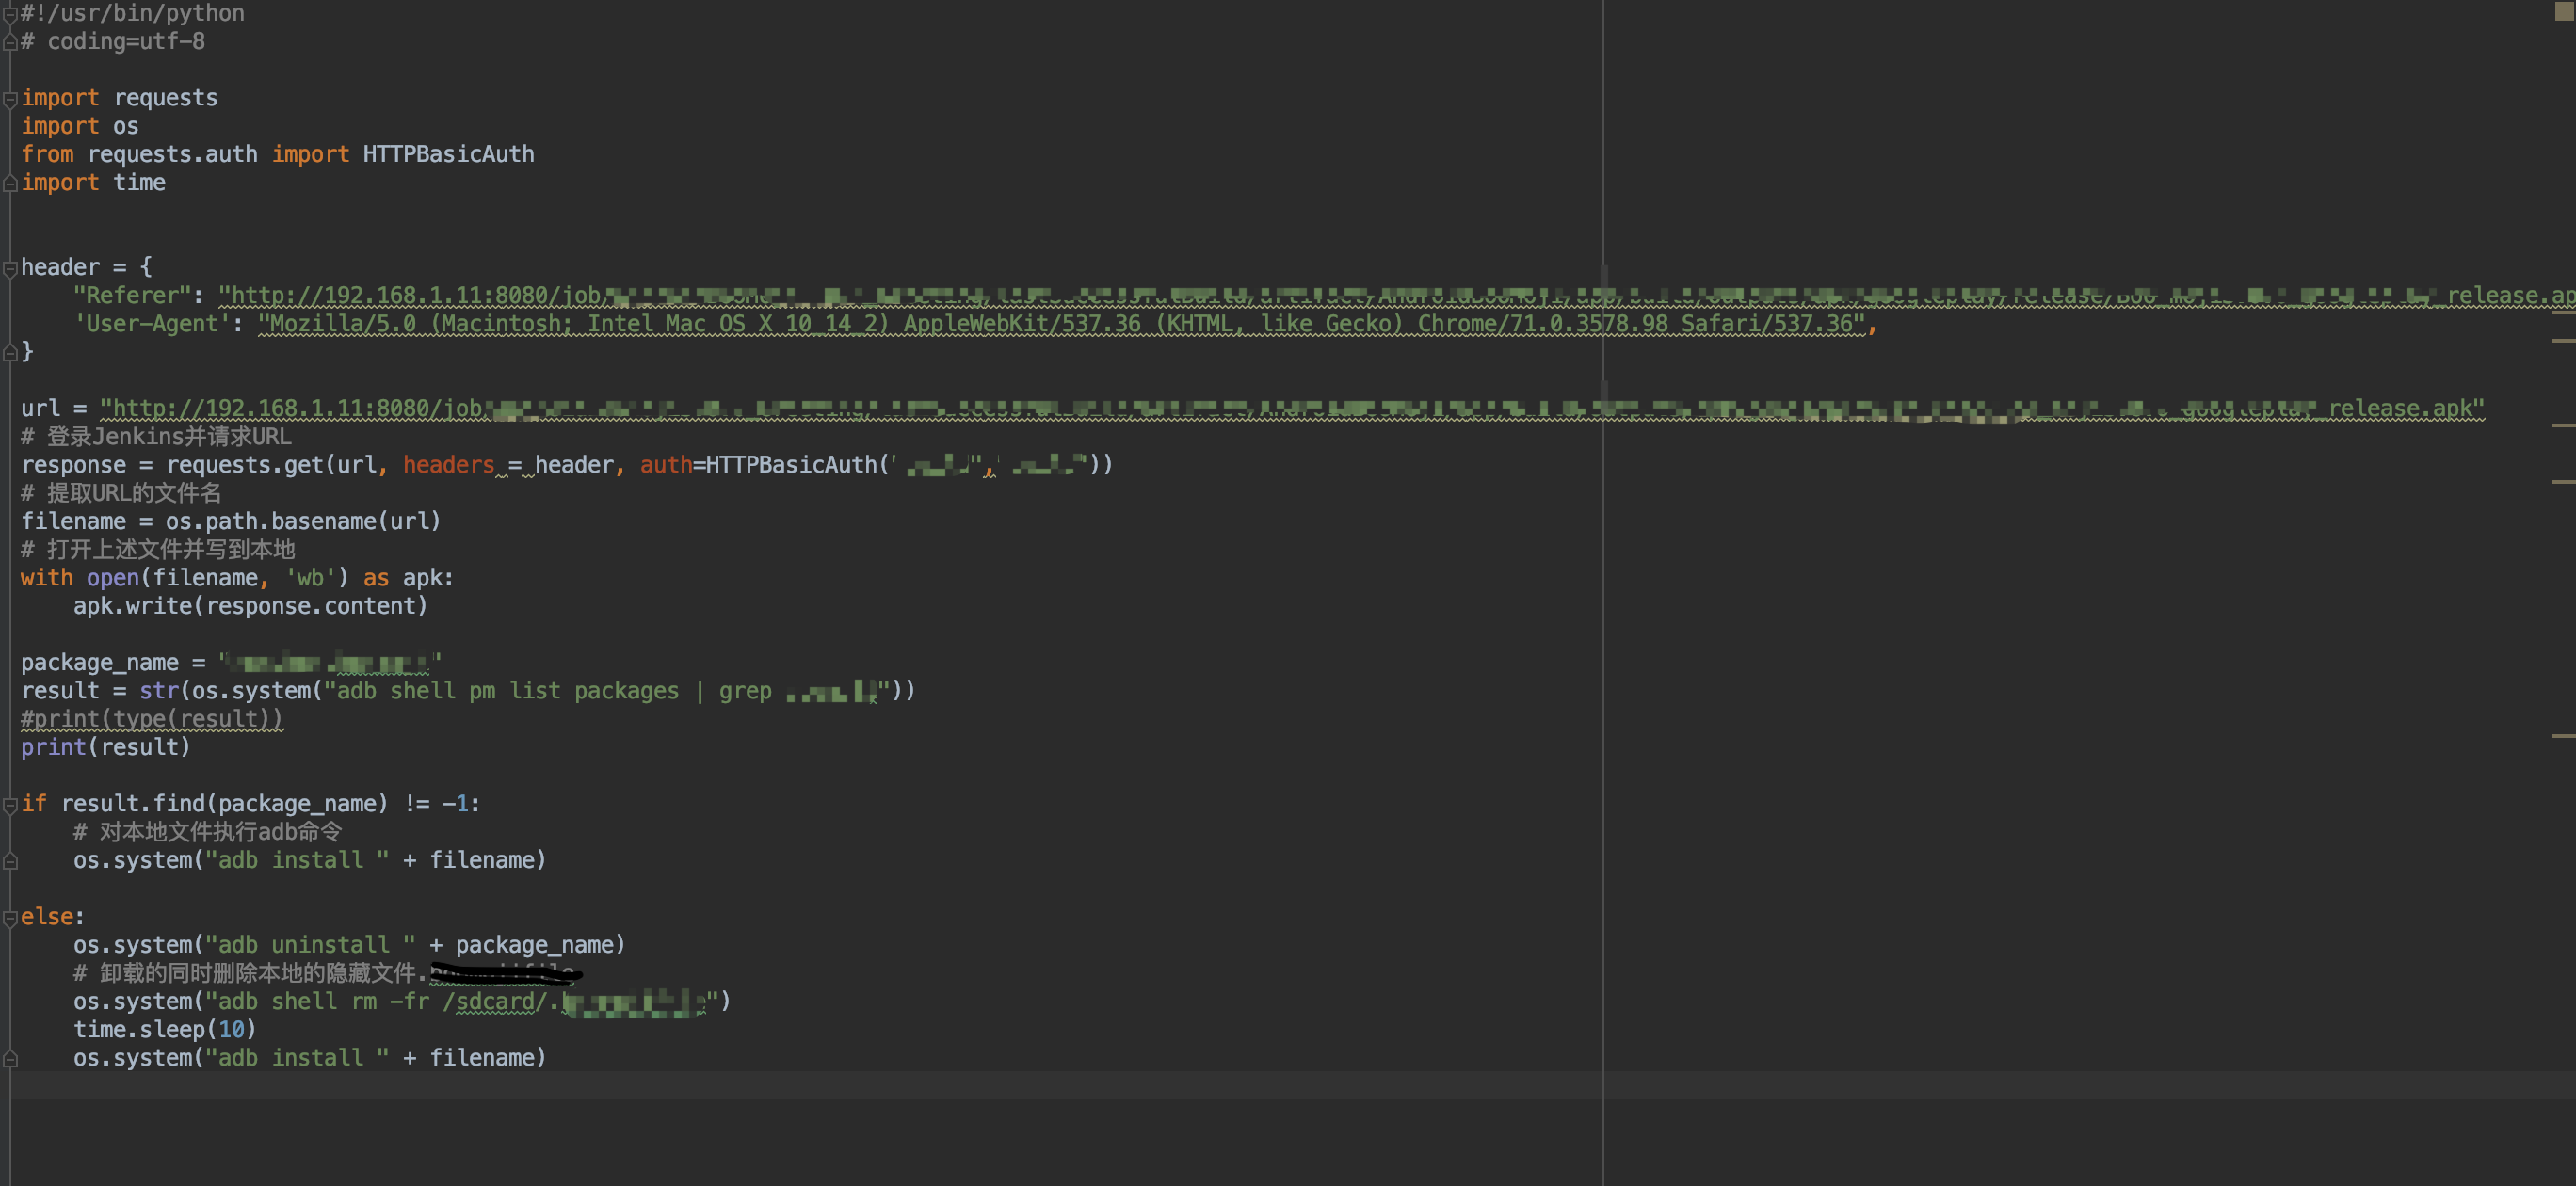 #!/usr/bin/python
# coding=utf-8
import requests
import os
from requests.auth import HTTPBasicAuth
import time
header = {
"Referer": "http://192.168.1.11:8080/job/ release.ap
'User-Agent': "Mozilla/5.0 (Macintosh; Intel Mac OS X 10_14_2) AppleWebKit/537.36 (KHTML, like Gecko) Chrome/71.0.3578.98 Safari/537.36",
}
url = "http://192.168.1.11:8080/job/ _release.apk"
# 登录Jenkins并请求URL
response = requests.get(url, headers = header, auth=HTTPBasicAuth(" "," "))
# 提取URL的文件名
filename = os.path.basename(url)
# 打开上述文件并写到本地
with open(filename, 'wb') as apk:
apk.write(response.content)
package_name = ' '
result = str(os.system("adb shell pm list packages | grep "))
#print(type(result))
print(result)
if result.find(package_name) != -1:
# 对本地文件执行adb命令
os.system("adb install " + filename)
else:
os.system("adb uninstall " + package_name)
# 卸载的同时删除本地的隐藏文件.
os.system("adb shell rm -fr /sdcard/. ")
time.sleep(10)
os.system("adb install " + filename)